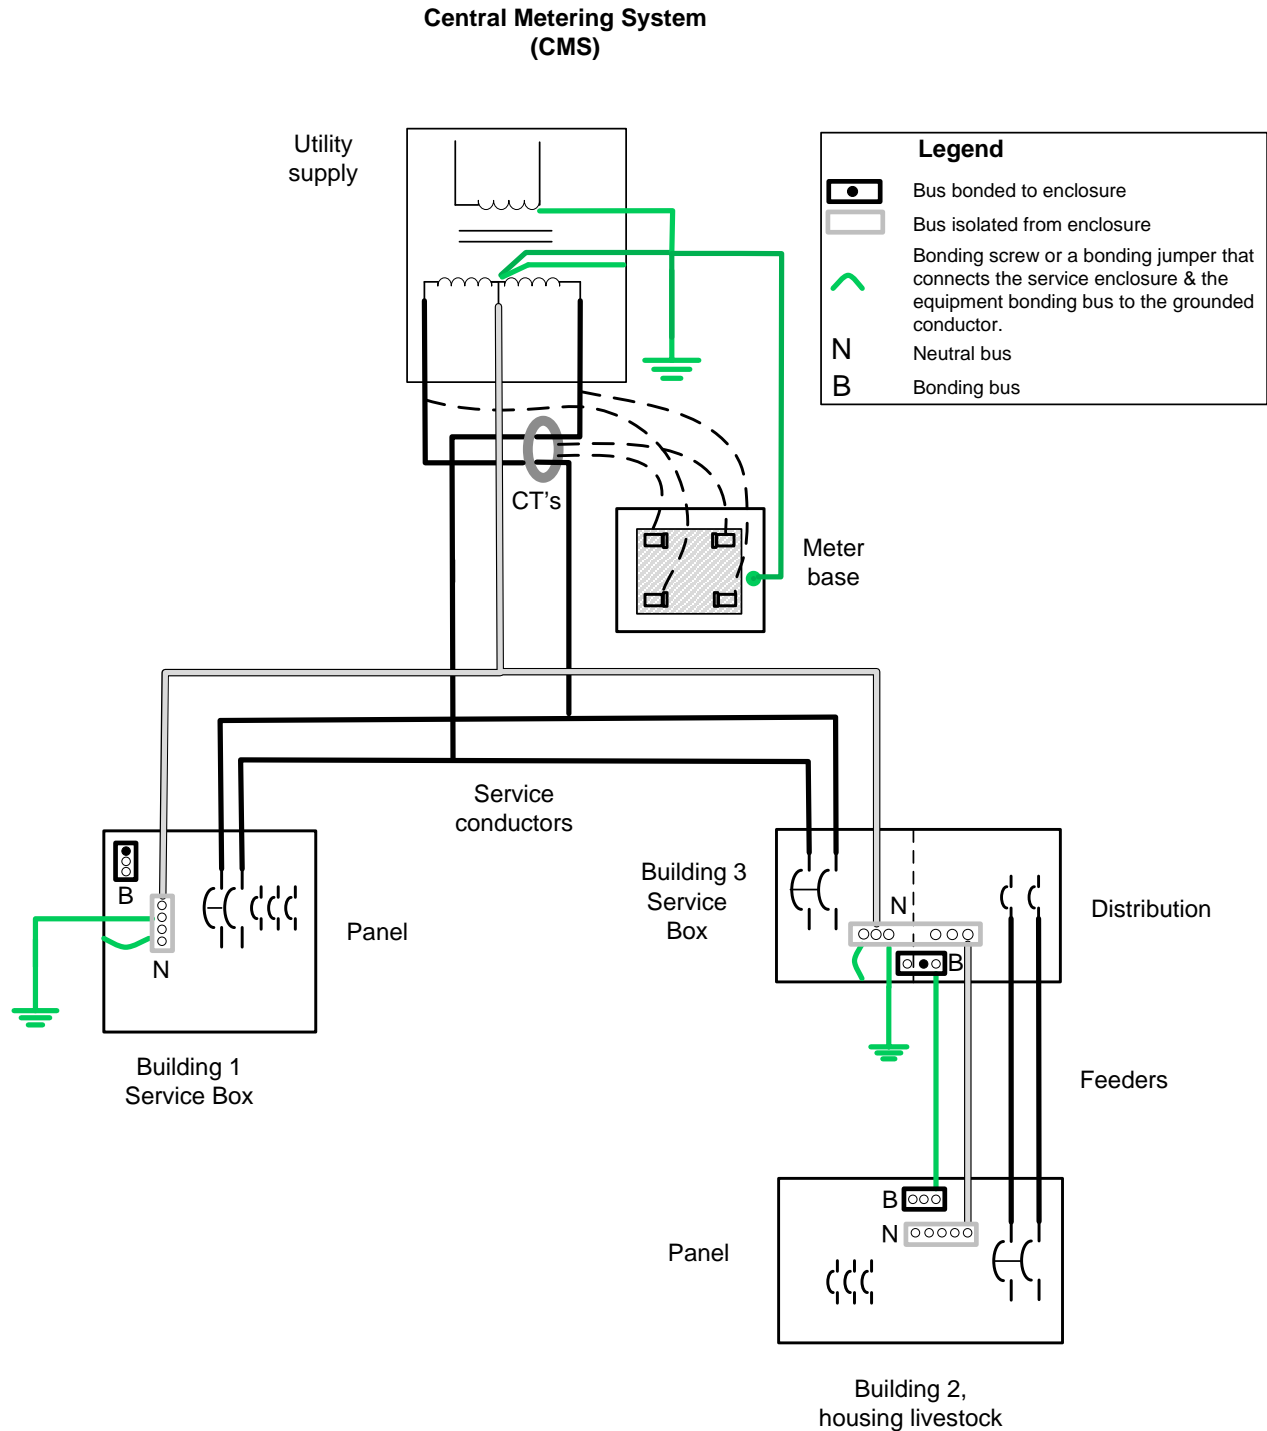 Central Metering System
(CMS)
Utility
supply
Legend
Bus bonded to enclosure
Bus isolated from enclosure
Bonding screw or a bonding jumper that
connects the service enclosure & the
equipment bonding bus to the grounded
conductor.
N
Neutral bus
B
Bonding bus
CT's
Meter
base
Service
conductors
B
N
Panel
Building 1
Service Box
Building 3
Service
Box
N
B
Distribution
Feeders
B
N
Panel
Building 2,
housing livestock